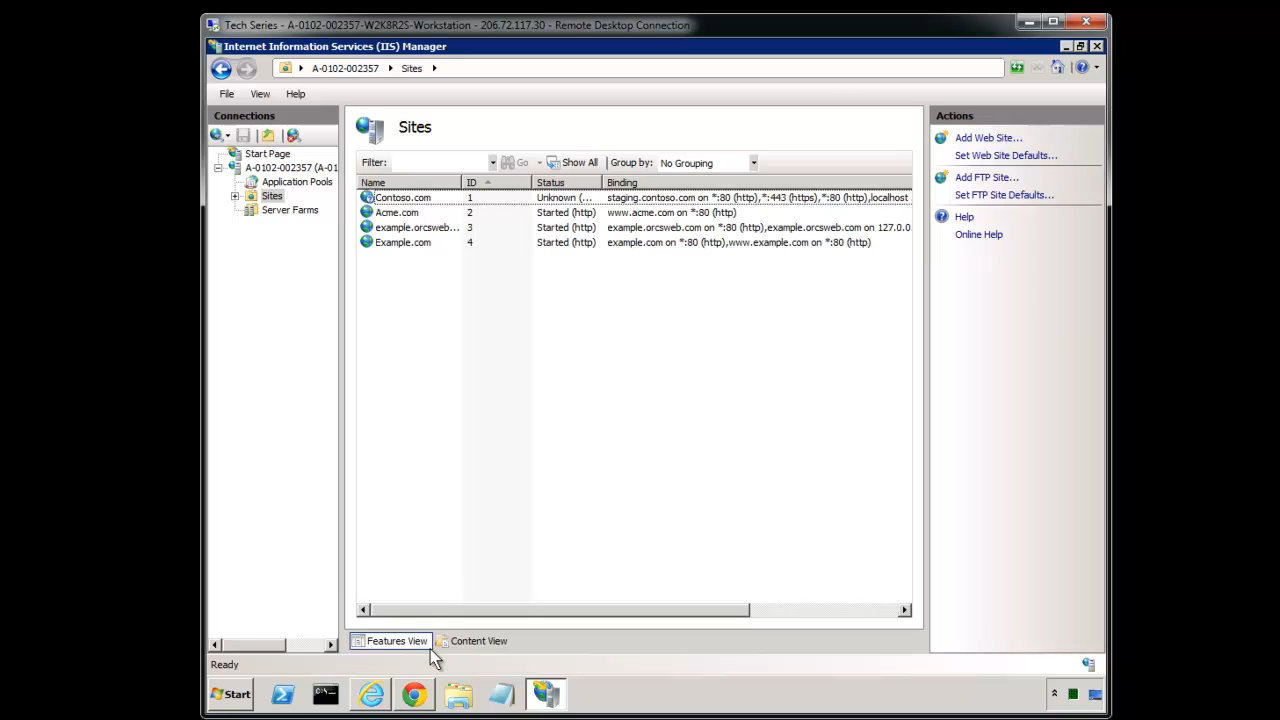 Tech Series - A-0102-002357-W2K8R2S-Workstation - 206.72.117.30 - Remote Desktop Connection
Internet Information Services (IIS) Manager
A-0102-002357 Sites
File View Help
Connections
Start Page
A-0102-002357 (A-01
Application Pools
Sites
Server Farms
Sites
Filter: Go Show All Group by: No Grouping
Name ID Status Binding
Contoso.com 1 Unknown (... staging.contoso.com on *:80 (http),*:443 (https),*:80 (http),localhost
Acme.com 2 Started (http) www.acme.com on *:80 (http)
example.orcsweb... 3 Started (http) example.orcsweb.com on *:80 (http),example.orcsweb.com on 127.0.0
Example.com 4 Started (http) example.com on *:80 (http),www.example.com on *:80 (http)
Features View Content View
Actions
Add Web Site...
Set Web Site Defaults...
Add FTP Site...
Set FTP Site Defaults...
Help
Online Help
Ready
Start